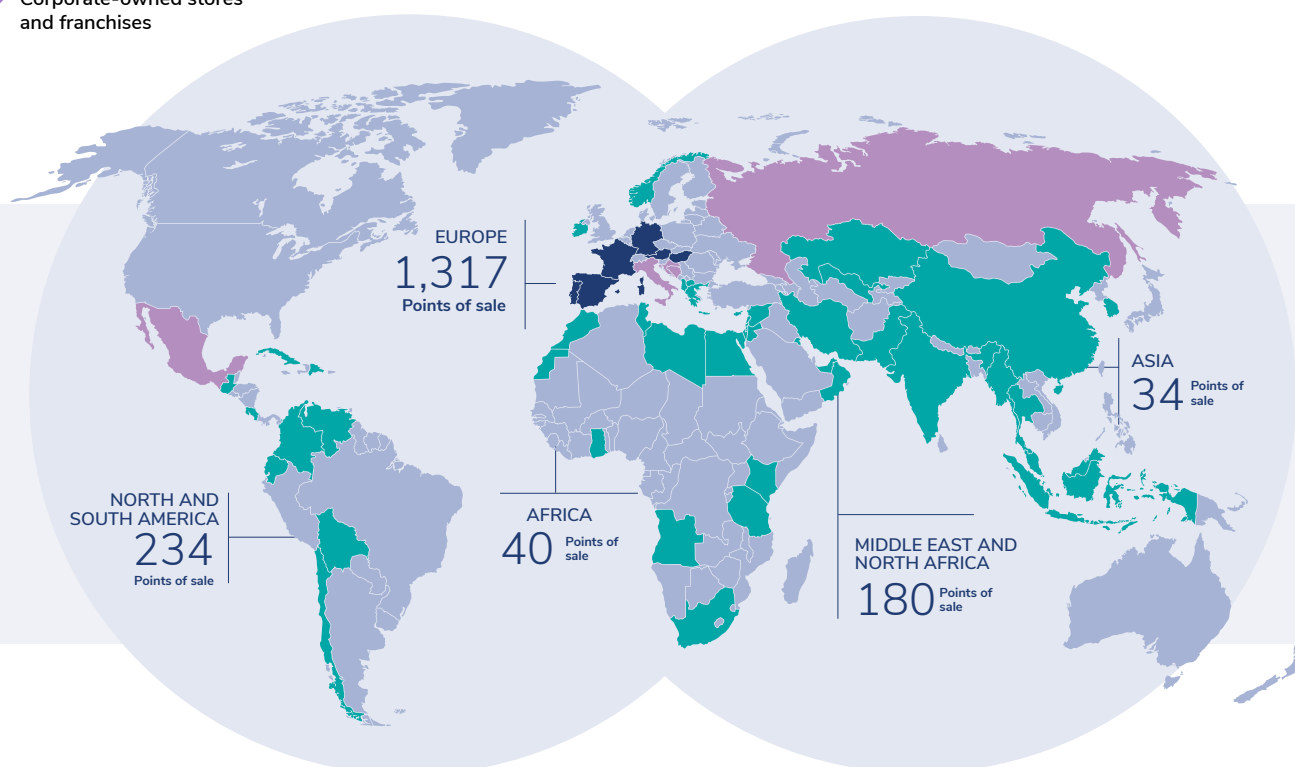 Corporate-owned stores
and franchises
EUROPE
1,317
Points of sale
ASIA
34 Points of
sale
NORTH AND
SOUTH AMERICA
234
Points of sale
AFRICA
40 Points of
sale
MIDDLE EAST AND
NORTH AFRICA
180 Points of
sale